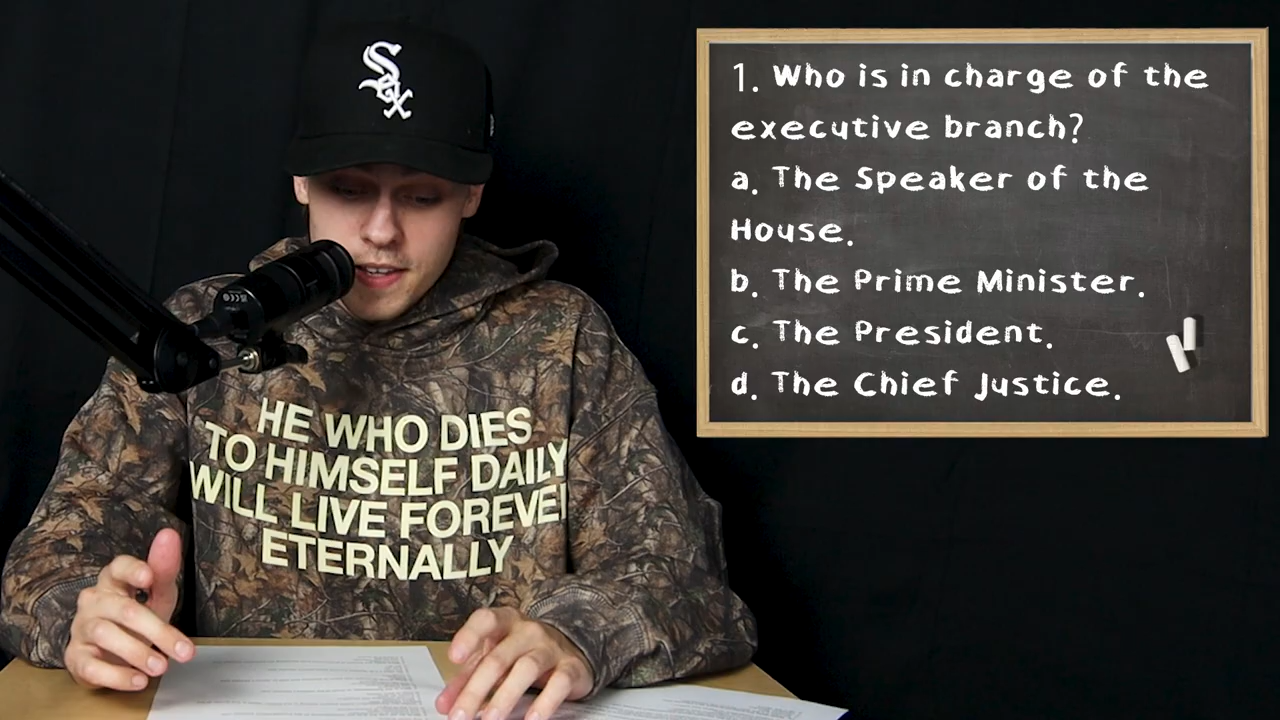 Sox
1. Who is in charge of the
executive branch?
a. The Speaker of the
House.
b. The Prime Minister.
c. The President.
d. The Chief Justice.
HE WHO DIES
TO HIMSELF DAILY
WILL LIVE FOREVER
ETERNALLY